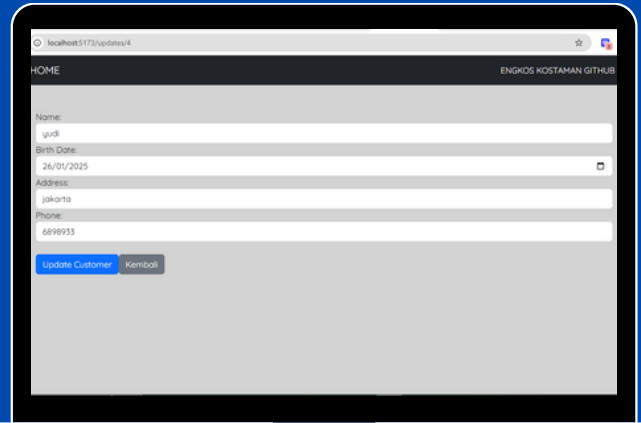 localhost:5173/updates/4
HOME
ENGKOS KOSTAMAN GITHUB
Name:
yudi
Birth Date:
26/01/2025
Address:
jakarta
Phone:
6898933
Update Customer
Kembali